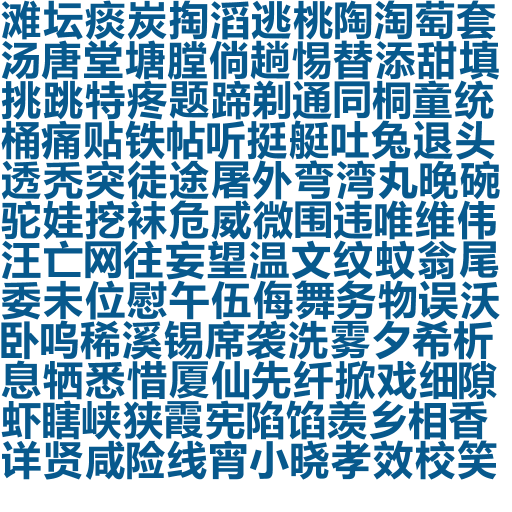 滩坛痰炭掏滔逃桃陶淘萄套
汤唐堂塘膛倘趟惕替添甜填
挑跳特疼题蹄剃通同桐童统
桶痛贴铁帖听挺艇吐兔退头
透秃突徒途屠外弯湾丸晚碗
驼娃挖袜危威微围违唯维伟
汪亡网往妄望温文纹蚊翁尾
委未位慰午伍侮舞务物误沃
卧呜稀溪锡席袭洗雾夕希析
息牺悉惜厦仙先纤掀戏细隙
虾瞎峡狭霞宪陷馅羡乡相香
详贤咸险线宵小晓孝效校笑